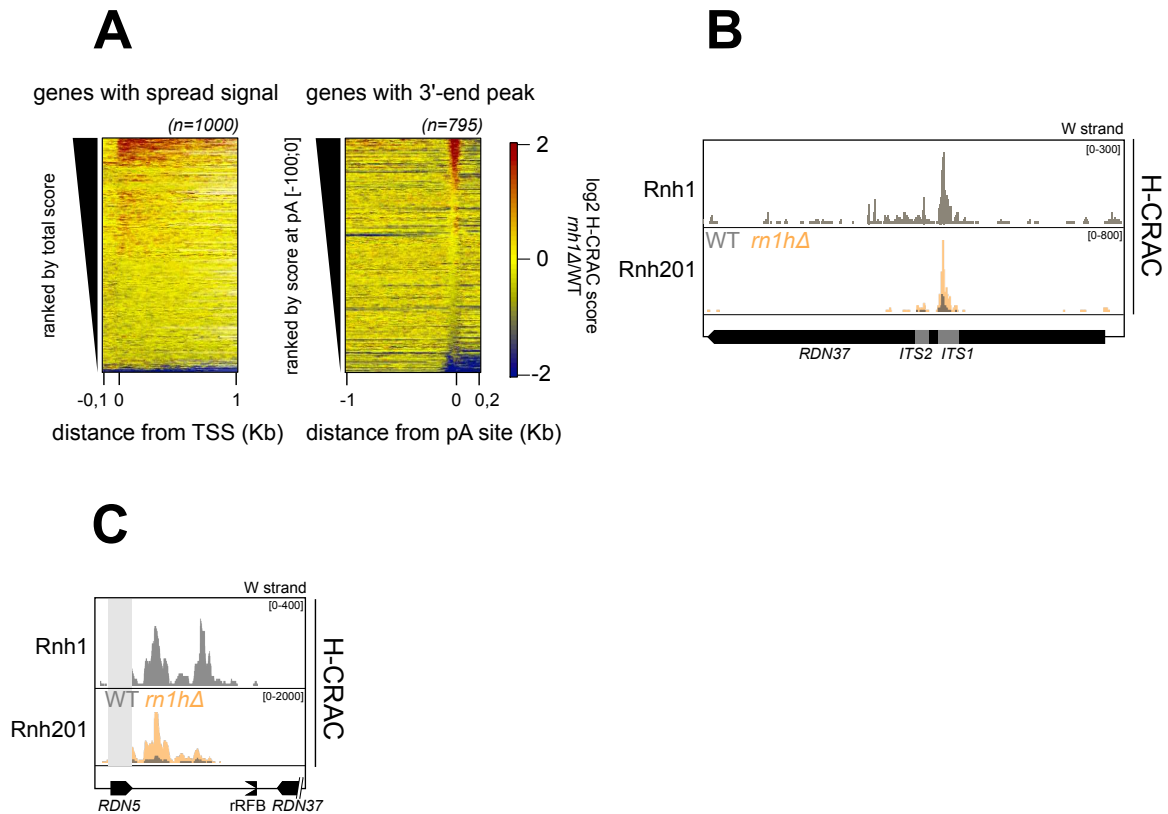 A
genes with spread signal
genes with 3'-end peak
(n=1000)
(n=795)
ranked by total score
ranked by score at pA [-100;0]
2
0
-2
log2 H-CRAC score
rnh1Δ/WT
-0,1 0 1
-1 0 0,2
distance from TSS (Kb)
distance from pA site (Kb)
B
W strand
[0-300]
Rnh1
WT rn1hΔ
[0-800]
Rnh201
H-CRAC
RDN37 ITS2 ITS1
C
W strand
[0-400]
Rnh1
WT rn1hΔ
[0-2000]
Rnh201
H-CRAC
RDN5 rRFB RDN37